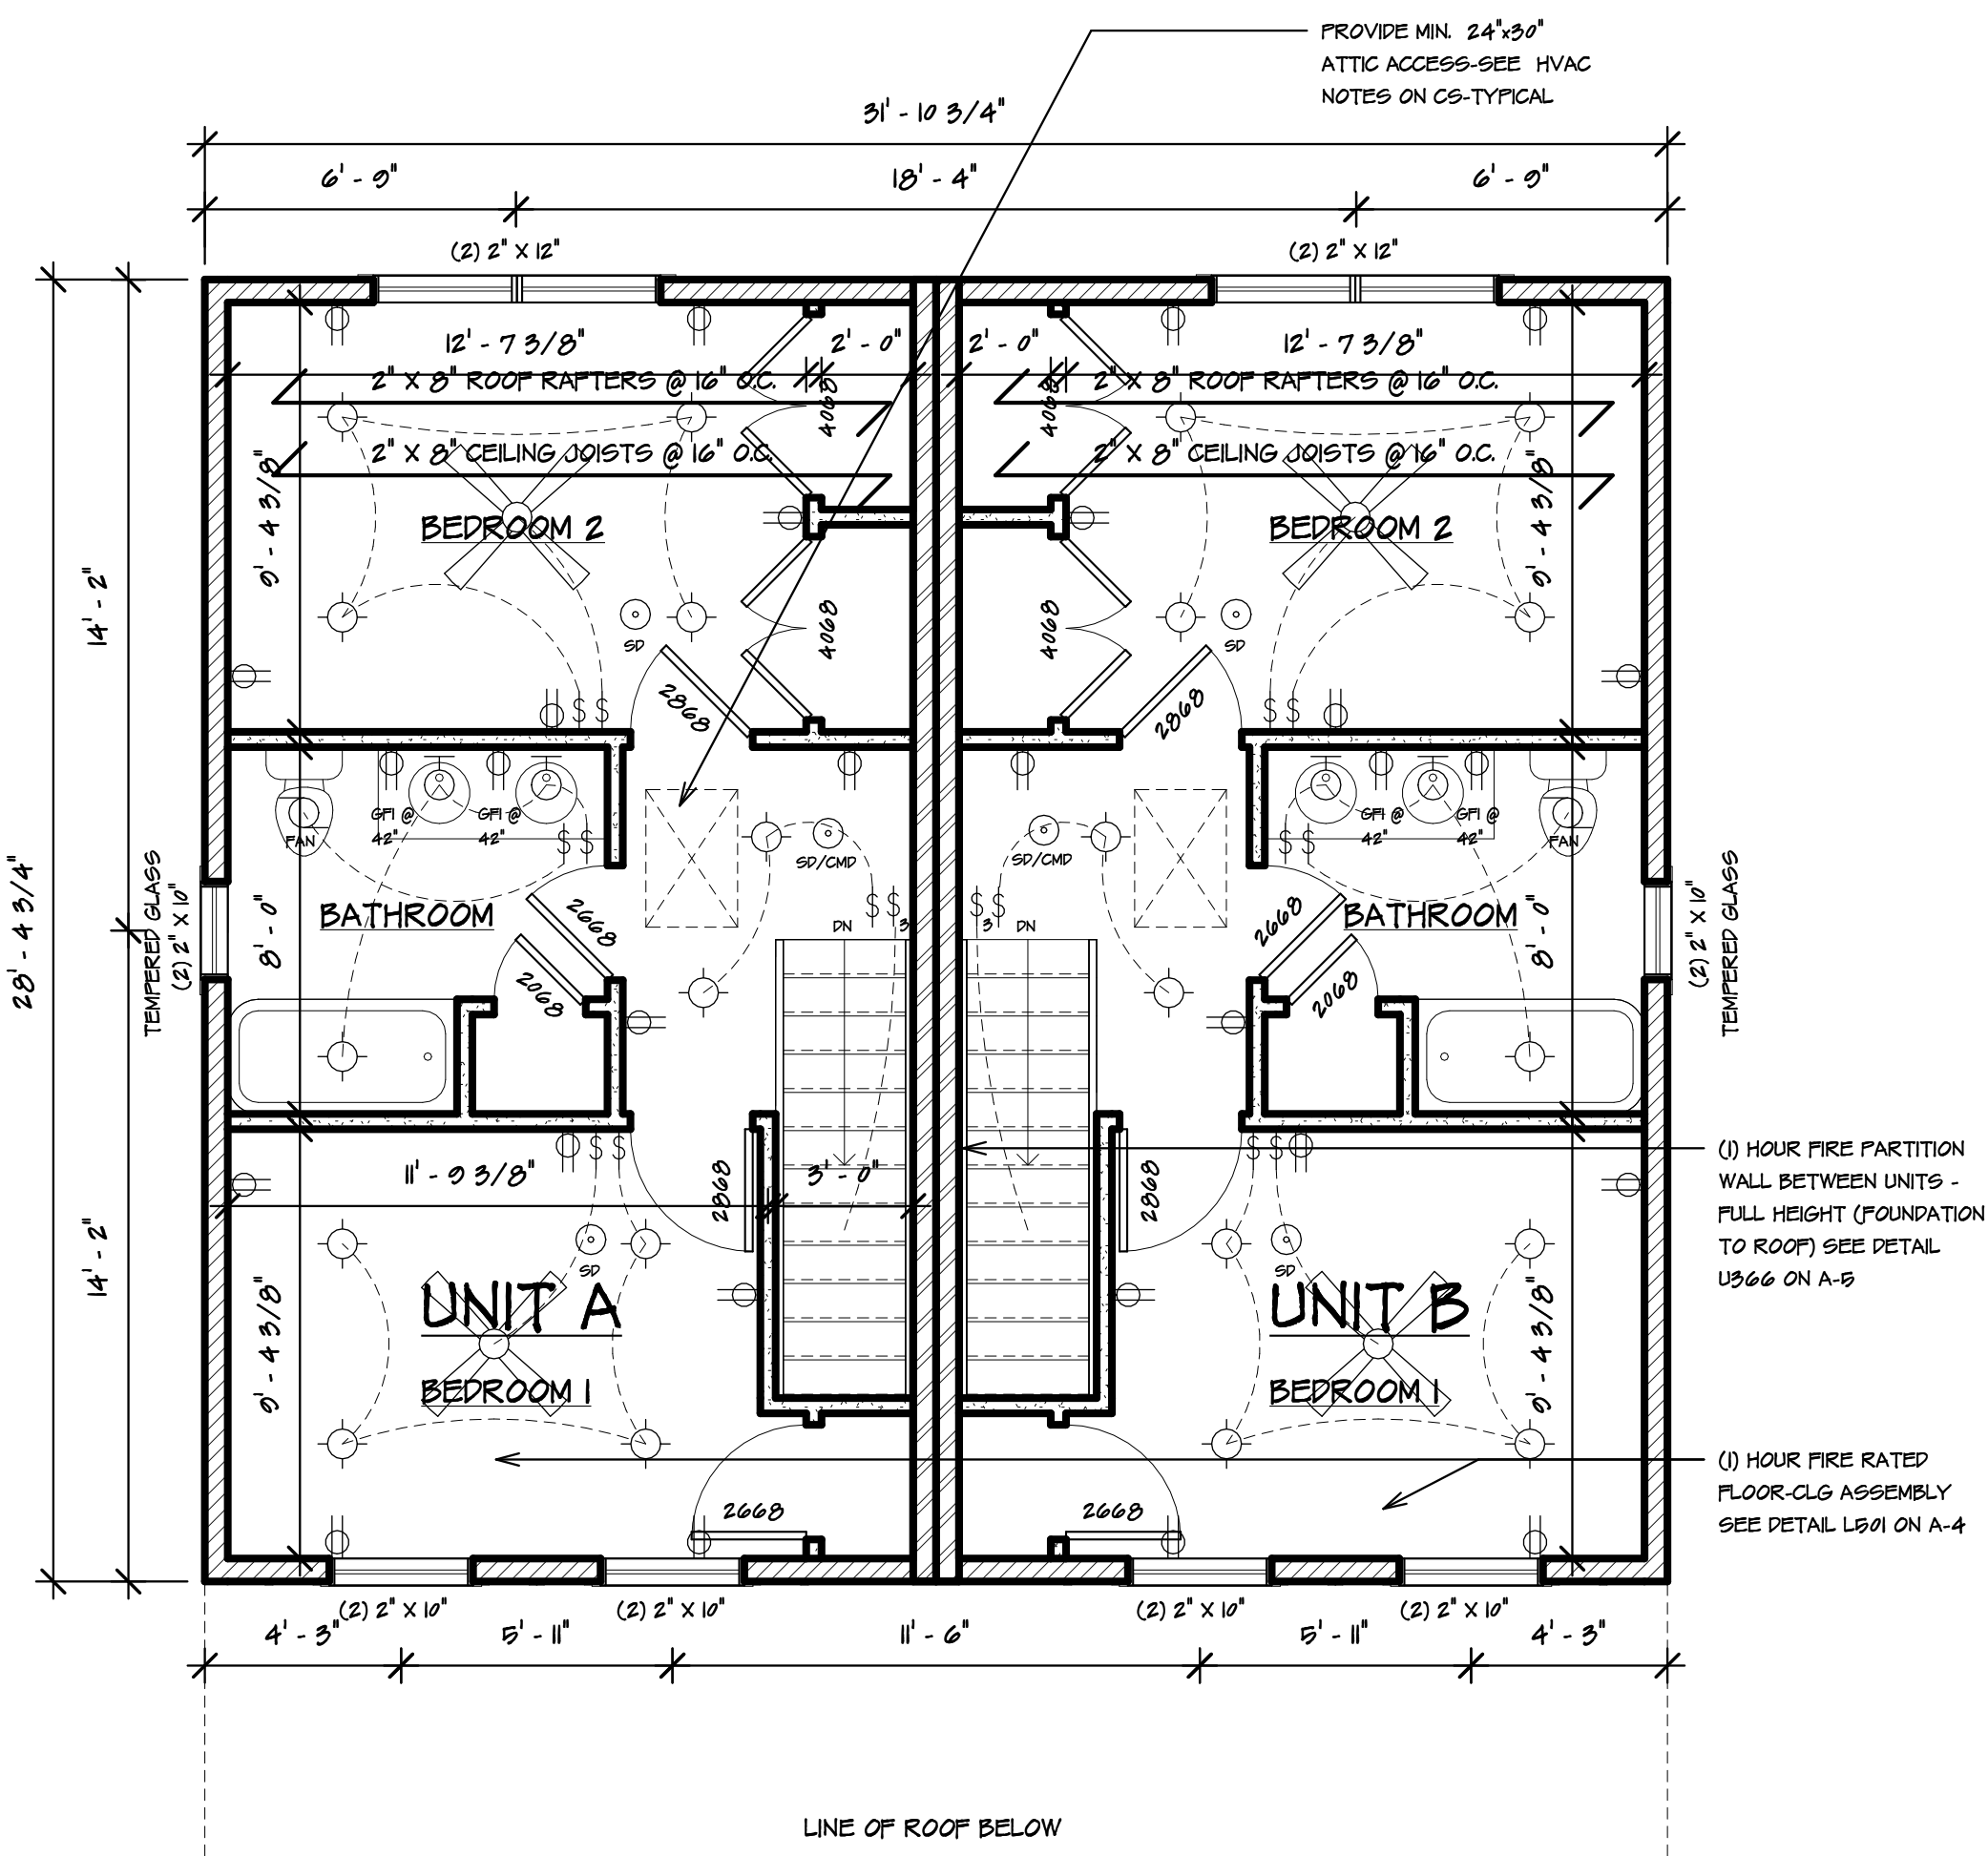 PROVIDE MIN. 24"x30"
ATTIC ACCESS-SEE HVAC
NOTES ON CS-TYPICAL
31' - 10 3/4"
6' - 9"
18' - 4"
6' - 9"
(2) 2" X 12"
(2) 2" X 12"
12' - 7 3/8"
2' - 0"
2' - 0"
12' - 7 3/8"
2" X 8" ROOF RAFTERS @ 16" O.C.
2" X 8" ROOF RAFTERS @ 16" O.C.
4068
4068
2" X 8" CEILING JOISTS @ 16" O.C.
2" X 8" CEILING JOISTS @ 16" O.C.
9' - 4 3/8"
9' - 4 3/8"
BEDROOM 2
BEDROOM 2
14' - 2"
4068
4068
SD
SD
2868
2868
S S
S S
GFI @
42"
GFI @
42"
GFI @
42"
GFI @
42"
FAN
FAN
S S
S S
SD/CMD
SD/CMD
28' - 4 3/4"
TEMPERED GLASS
(2) 2" X 10"
8' - 0"
BATHROOM
2668
2068
S S
3
DN
S S
3
DN
2668
2068
BATHROOM
8' - 0"
(2) 2" X 10"
TEMPERED GLASS
S S
S S
11' - 9 3/8"
2868
3' - 0"
2868
(1) HOUR FIRE PARTITION
WALL BETWEEN UNITS -
FULL HEIGHT (FOUNDATION
TO ROOF) SEE DETAIL
U366 ON A-5
14' - 2"
SD
SD
9' - 4 3/8"
UNIT A
UNIT B
9' - 4 3/8"
BEDROOM 1
BEDROOM 1
(1) HOUR FIRE RATED
FLOOR-CLG ASSEMBLY
SEE DETAIL L501 ON A-4
2668
2668
(2) 2" X 10"
(2) 2" X 10"
(2) 2" X 10"
(2) 2" X 10"
4' - 3"
5' - 11"
11' - 6"
5' - 11"
4' - 3"
LINE OF ROOF BELOW